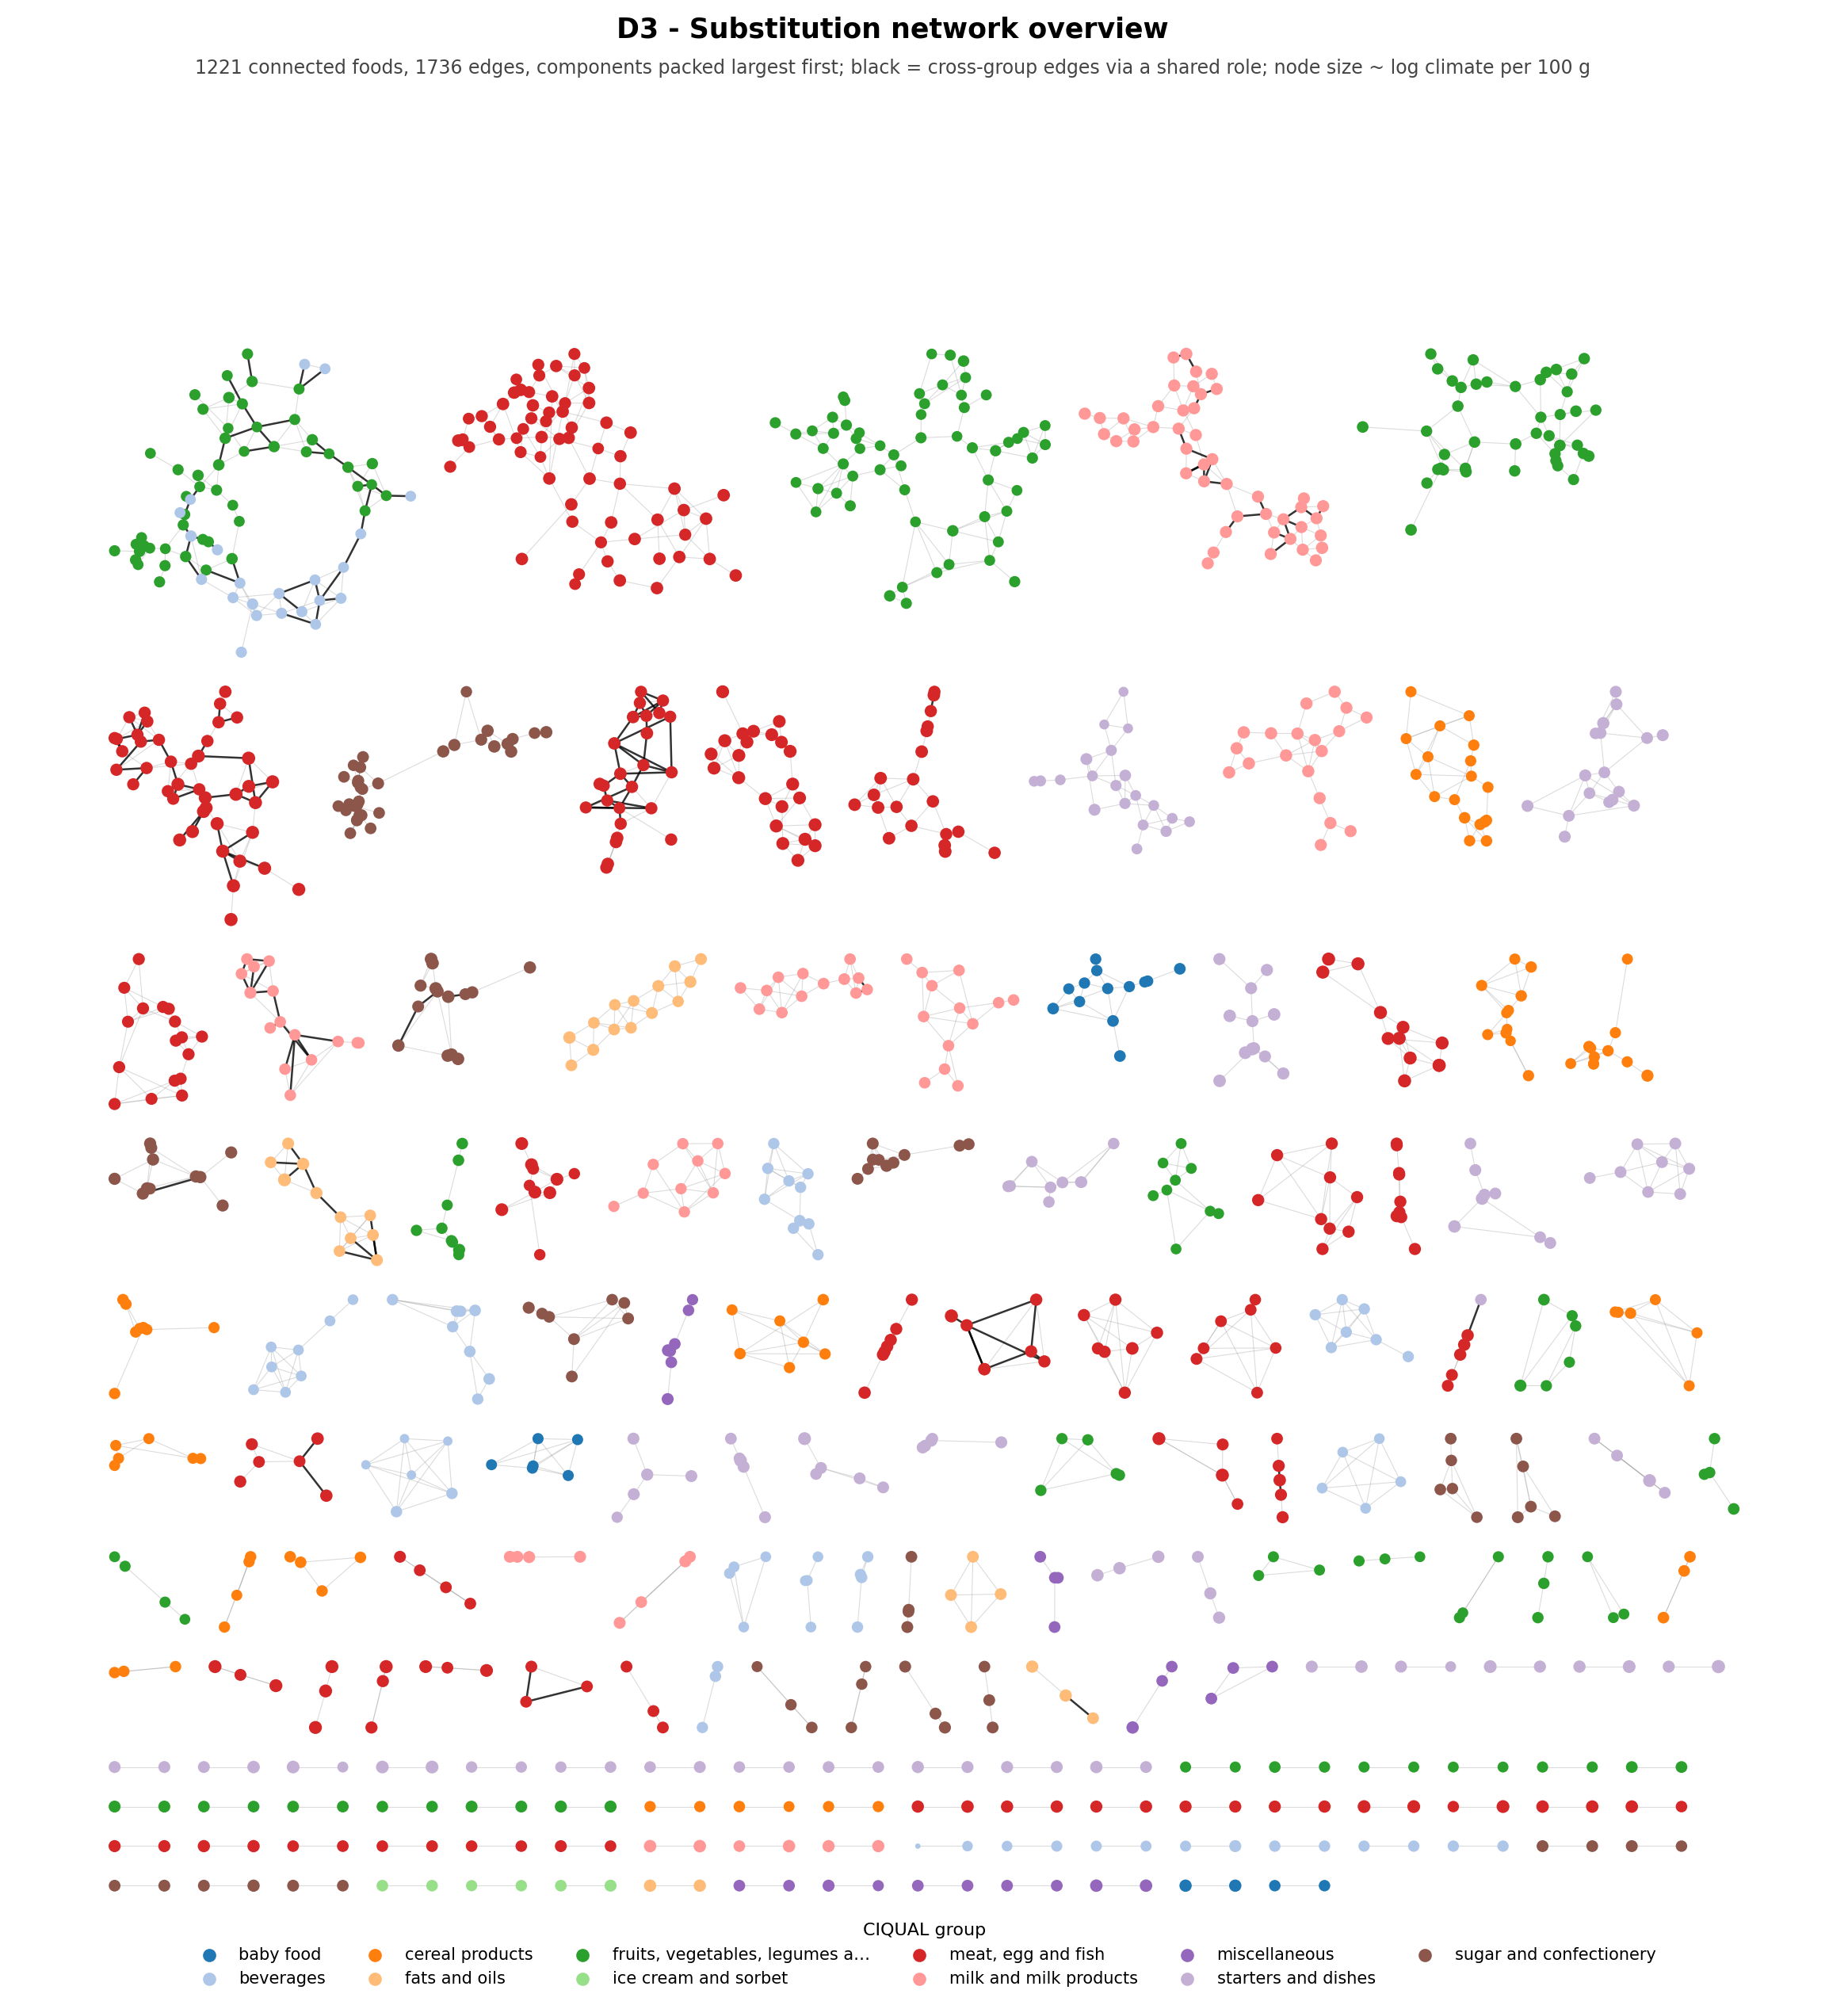 D3 - Substitution network overview
1221 connected foods, 1736 edges, components packed largest first; black = cross-group edges via a shared role; node size ~ log climate per 100 g
CIQUAL group
baby food cereal products fruits, vegetables, legumes a... meat, egg and fish miscellaneous sugar and confectionery
beverages fats and oils ice cream and sorbet milk and milk products starters and dishes